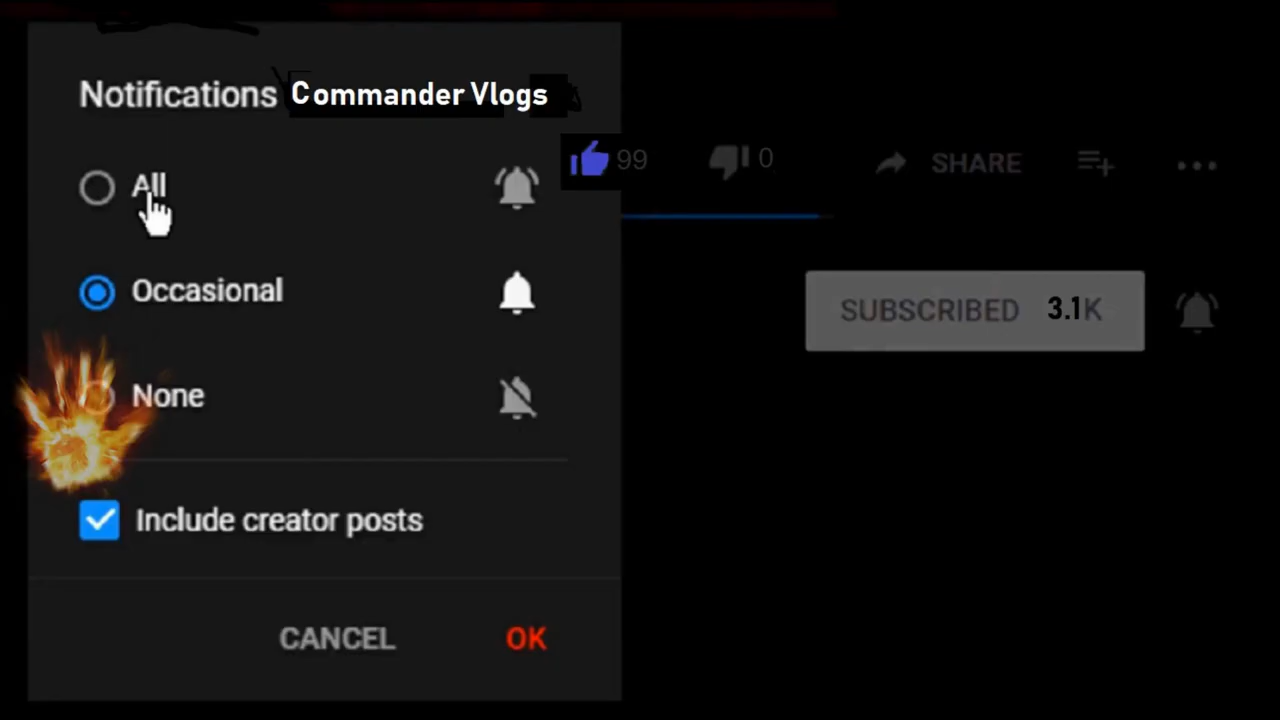 Notifications Commander Vlogs
All
99 0 SHARE
Occasional
SUBSCRIBED 3.1K
None
Include creator posts
CANCEL OK